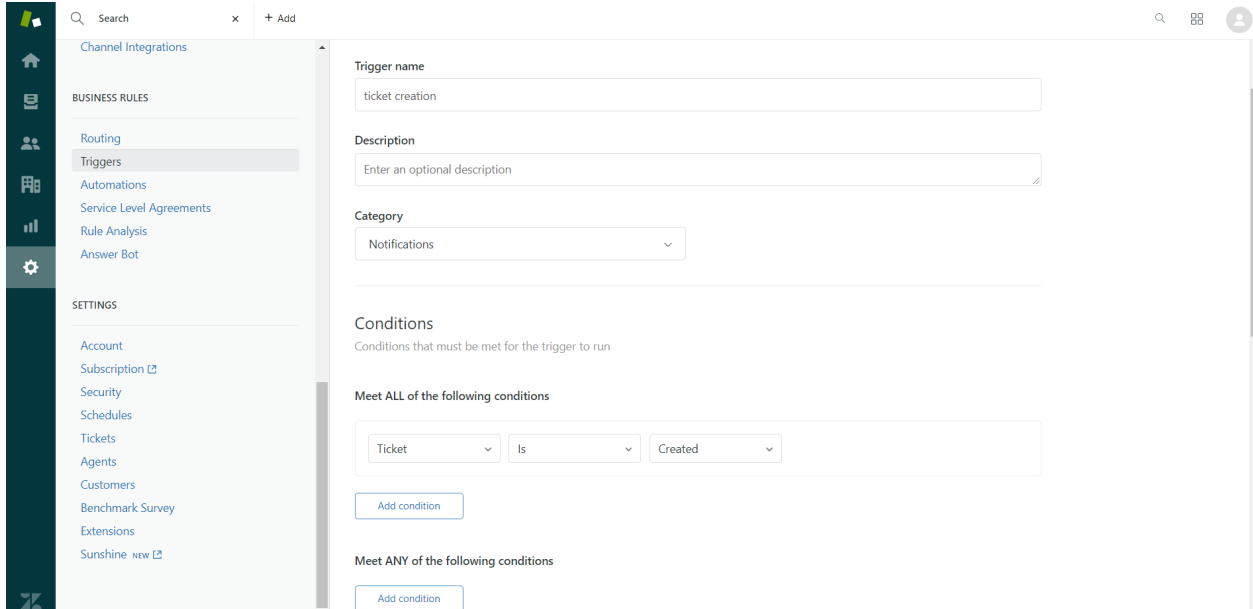 Search × + Add
Channel Integrations
BUSINESS RULES
Routing
Triggers
Automations
Service Level Agreements
Rule Analysis
Answer Bot
SETTINGS
Account
Subscription
Security
Schedules
Tickets
Agents
Customers
Benchmark Survey
Extensions
Sunshine NEW
Trigger name
ticket creation
Description
Enter an optional description
Category
Notifications
Conditions
Conditions that must be met for the trigger to run
Meet ALL of the following conditions
Ticket Is Created
Add condition
Meet ANY of the following conditions
Add condition